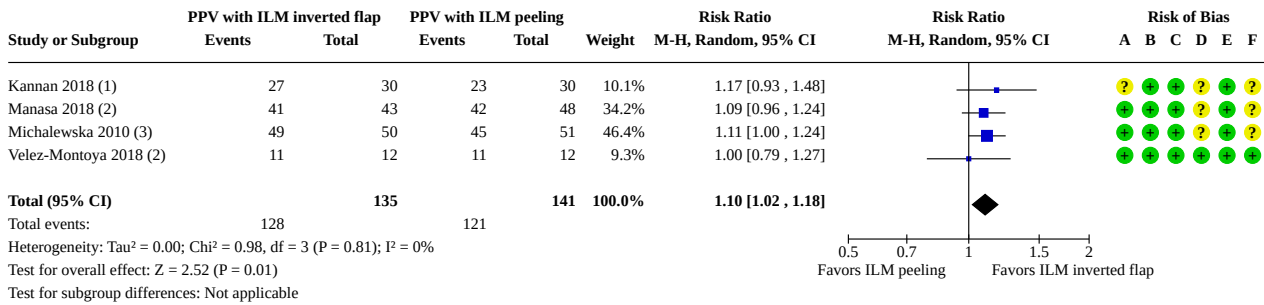 PPV with ILM inverted flap PPV with ILM peeling Risk Ratio Risk Ratio Risk of Bias
Study or Subgroup Events Total Events Total Weight M-H, Random, 95% CI M-H, Random, 95% CI A B C D E F
Kannan 2018 (1) 27 30 23 30 10.1% 1.17 [0.93 , 1.48] ? + + ? + ?
Manasa 2018 (2) 41 43 42 48 34.2% 1.09 [0.96 , 1.24] + + + ? + ?
Michalewska 2010 (3) 49 50 45 51 46.4% 1.11 [1.00 , 1.24] + + + ? + ?
Velez-Montoya 2018 (2) 11 12 11 12 9.3% 1.00 [0.79 , 1.27] + + + + + +
Total (95% CI) 135 141 100.0% 1.10 [1.02 , 1.18]
Total events: 128 121
Heterogeneity: Tau² = 0.00; Chi² = 0.98, df = 3 (P = 0.81); I² = 0%
0.5 0.7 1 1.5 2
Test for overall effect: Z = 2.52 (P = 0.01) Favors ILM peeling Favors ILM inverted flap
Test for subgroup differences: Not applicable